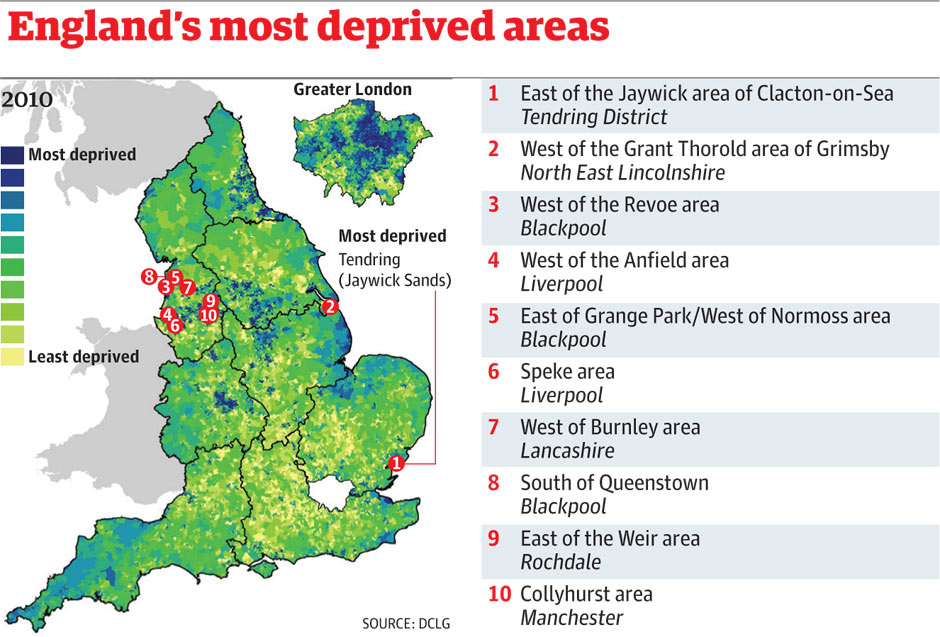 England's most deprived areas
2010
Most deprived
Least deprived
Greater London
Most deprived
Tendring
(Jaywick Sands)
8
5
3
7
9
4
10
6
2
1
SOURCE: DCLG
1 East of the Jaywick area of Clacton-on-Sea
Tendring District
2 West of the Grant Thorold area of Grimsby
North East Lincolnshire
3 West of the Revoe area
Blackpool
4 West of the Anfield area
Liverpool
5 East of Grange Park/West of Normoss area
Blackpool
6 Speke area
Liverpool
7 West of Burnley area
Lancashire
8 South of Queenstown
Blackpool
9 East of the Weir area
Rochdale
10 Collyhurst area
Manchester